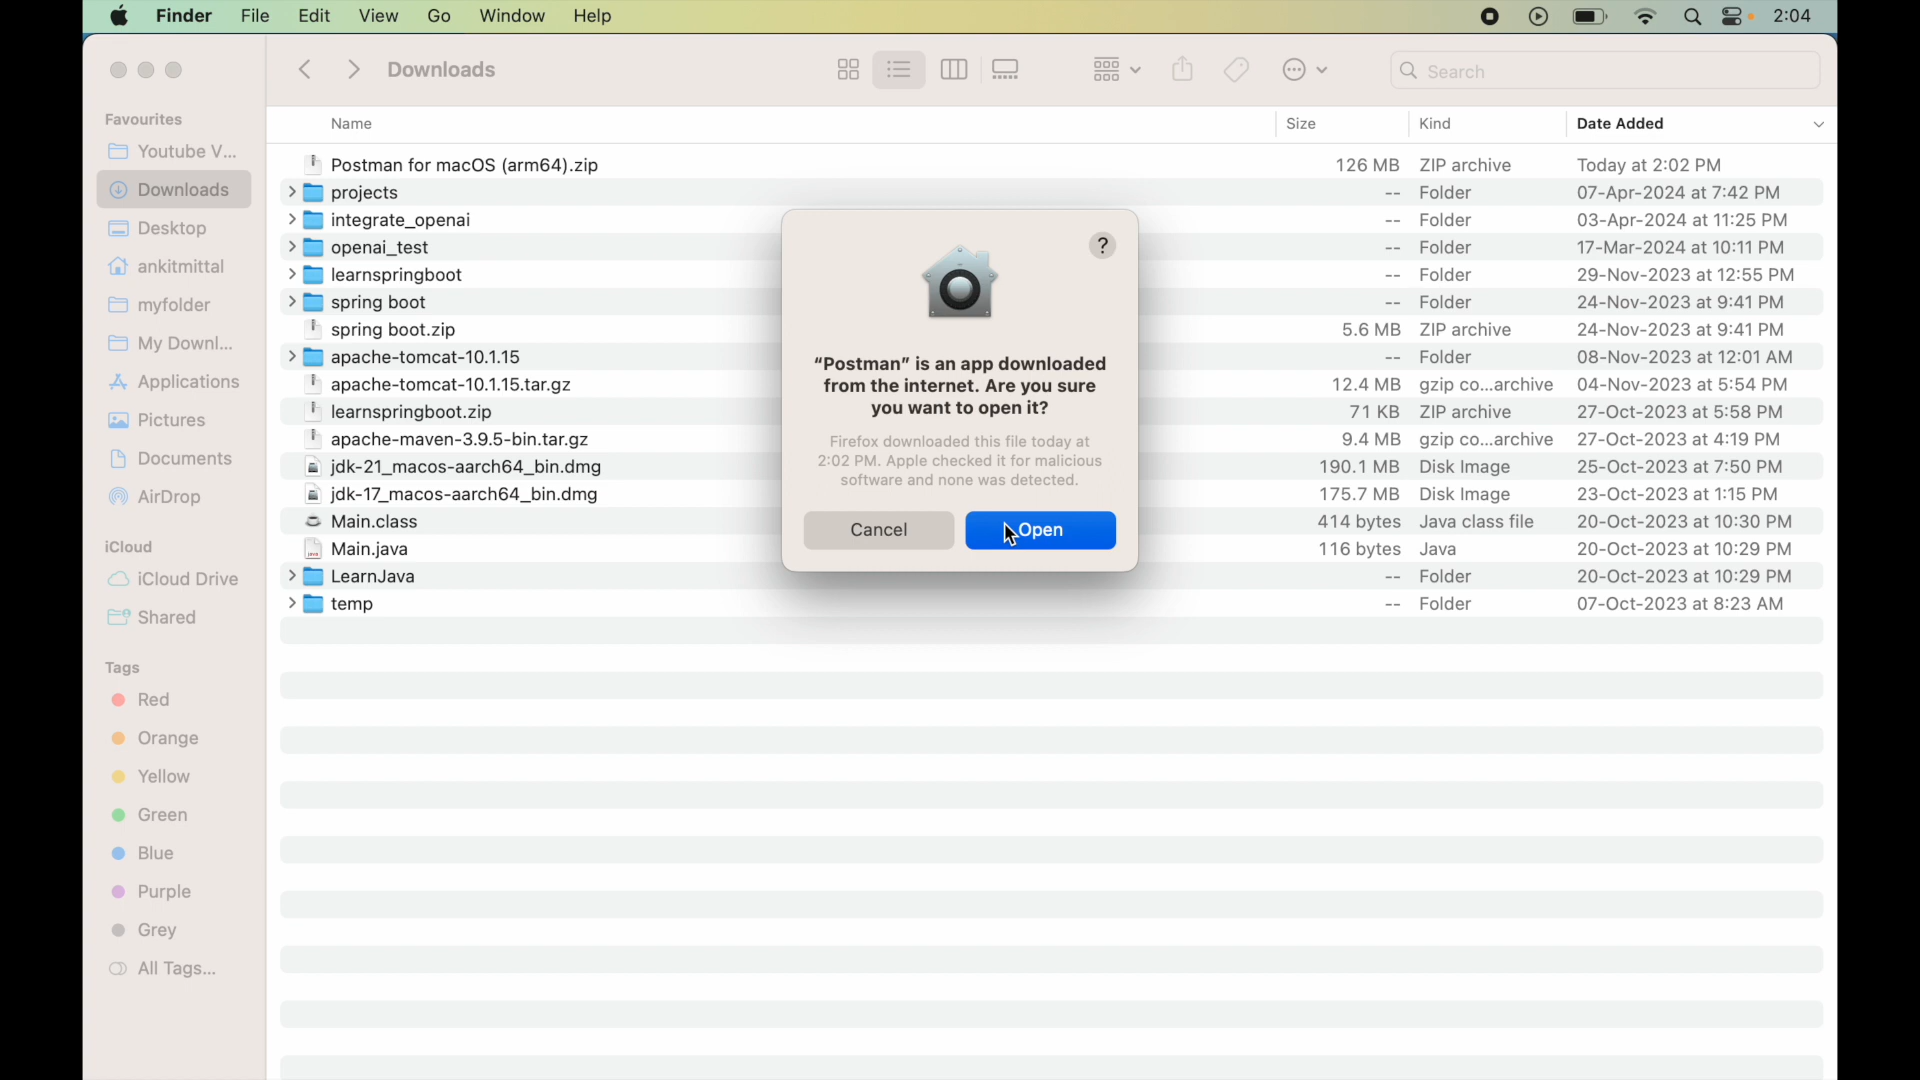 Finder File Edit View Go Window Help 2:04
Downloads Search
Favourites
Youtube V...
Downloads
Desktop
ankitmittal
myfolder
My Downl...
Applications
Pictures
Documents
AirDrop
iCloud
iCloud Drive
Shared
Tags
Red
Orange
Yellow
Green
Blue
Purple
Grey
All Tags...
Name Size Kind Date Added
Postman for macOS (arm64).zip 126 MB ZIP archive Today at 2:02 PM
projects -- Folder 07-Apr-2024 at 7:42 PM
integrate_openai -- Folder 03-Apr-2024 at 11:25 PM
openai_test -- Folder 17-Mar-2024 at 10:11 PM
learnspringboot -- Folder 29-Nov-2023 at 12:55 PM
spring boot -- Folder 24-Nov-2023 at 9:41 PM
spring boot.zip 5.6 MB ZIP archive 24-Nov-2023 at 9:41 PM
apache-tomcat-10.1.15 -- Folder 08-Nov-2023 at 12:01 AM
apache-tomcat-10.1.15.tar.gz 12.4 MB gzip co...archive 04-Nov-2023 at 5:54 PM
learnspringboot.zip 71 KB ZIP archive 27-Oct-2023 at 5:58 PM
apache-maven-3.9.5-bin.tar.gz 9.4 MB gzip co...archive 27-Oct-2023 at 4:19 PM
jdk-21_macos-aarch64_bin.dmg 190.1 MB Disk Image 25-Oct-2023 at 7:50 PM
jdk-17_macos-aarch64_bin.dmg 175.7 MB Disk Image 23-Oct-2023 at 1:15 PM
Main.class 414 bytes Java class file 20-Oct-2023 at 10:30 PM
Main.java 116 bytes Java 20-Oct-2023 at 10:29 PM
LearnJava -- Folder 20-Oct-2023 at 10:29 PM
temp -- Folder 07-Oct-2023 at 8:23 AM
?
“Postman” is an app downloaded
from the internet. Are you sure
you want to open it?
Firefox downloaded this file today at
2:02 PM. Apple checked it for malicious
software and none was detected.
Cancel Open